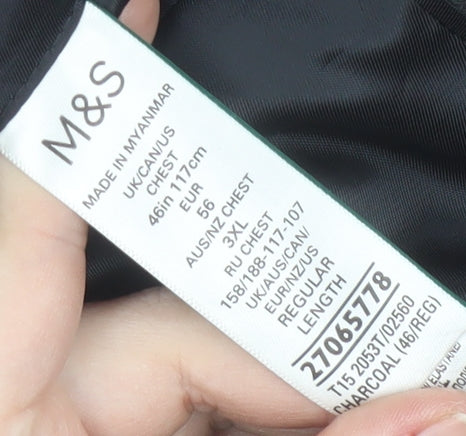 M&S
MADE IN MYANMAR
UK/CAN/US
CHEST
46in 117cm
EUR
56
AUS/NZ CHEST
3XL
RU CHEST
158/188-117-107
UK/AUS/CAN/
EUR/NZ/US
REGULAR
LENGTH
27065778
T15 2053T/02560
CHARCOAL (46/REG)